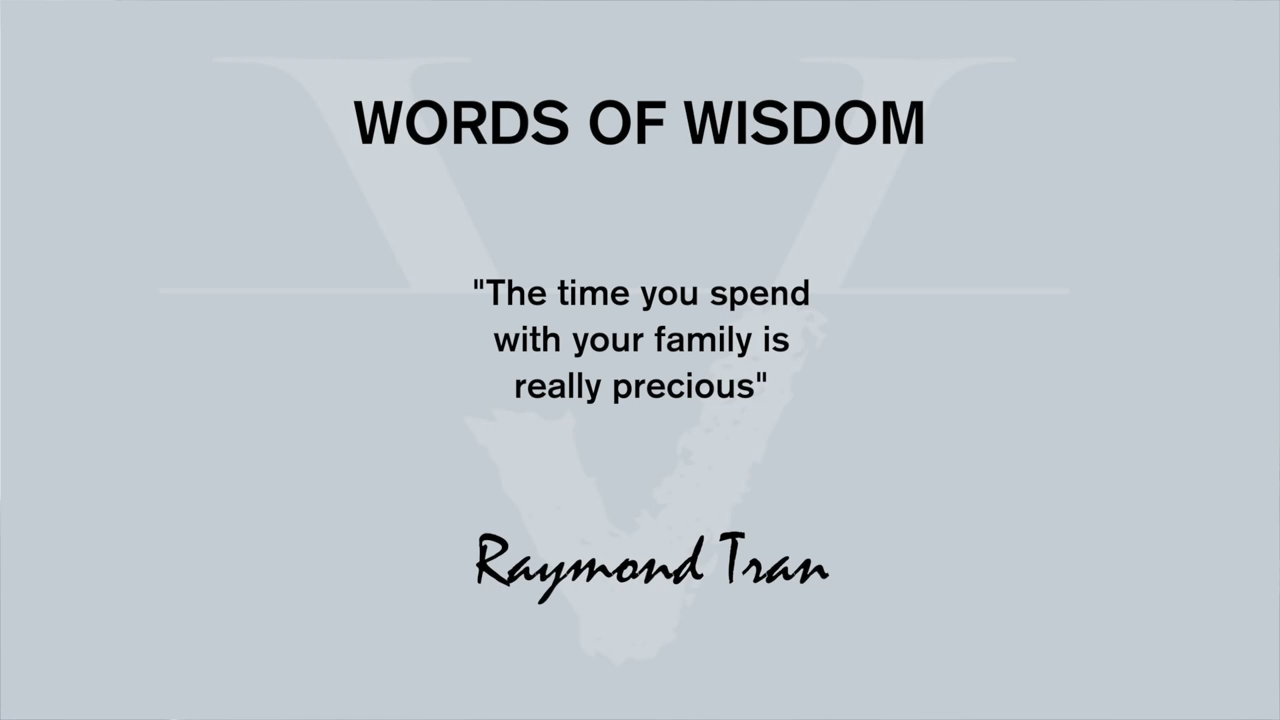 WORDS OF WISDOM
"The time you spend
with your family is
really precious"
Raymond Tran